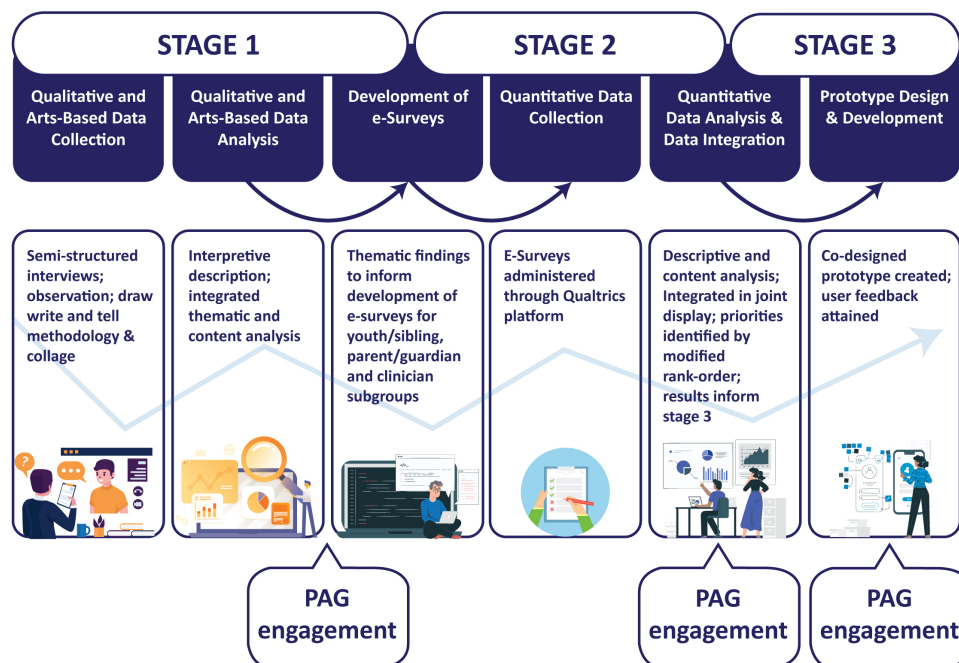 STAGE 1
STAGE 2
STAGE 3
Qualitative and
Arts-Based Data
Collection
Qualitative and
Arts-Based Data
Analysis
Development of
e-Surveys
Quantitative Data
Collection
Quantitative
Data Analysis &
Data Integration
Prototype Design
& Development
Semi-structured
interviews;
observation; draw
write and tell
methodology &
collage
Interpretive
description;
integrated
thematic and
content analysis
Thematic findings
to inform
development of
e-surveys for
youth/sibling,
parent/guardian
and clinician
subgroups
E-Surveys
administered
through Qualtrics
platform
Descriptive and
content analysis;
Integrated in joint
display; priorities
identified by
modified
rank-order;
results inform
stage 3
Co-designed
prototype created;
user feedback
attained
?
PAG
engagement
PAG
engagement
PAG
engagement